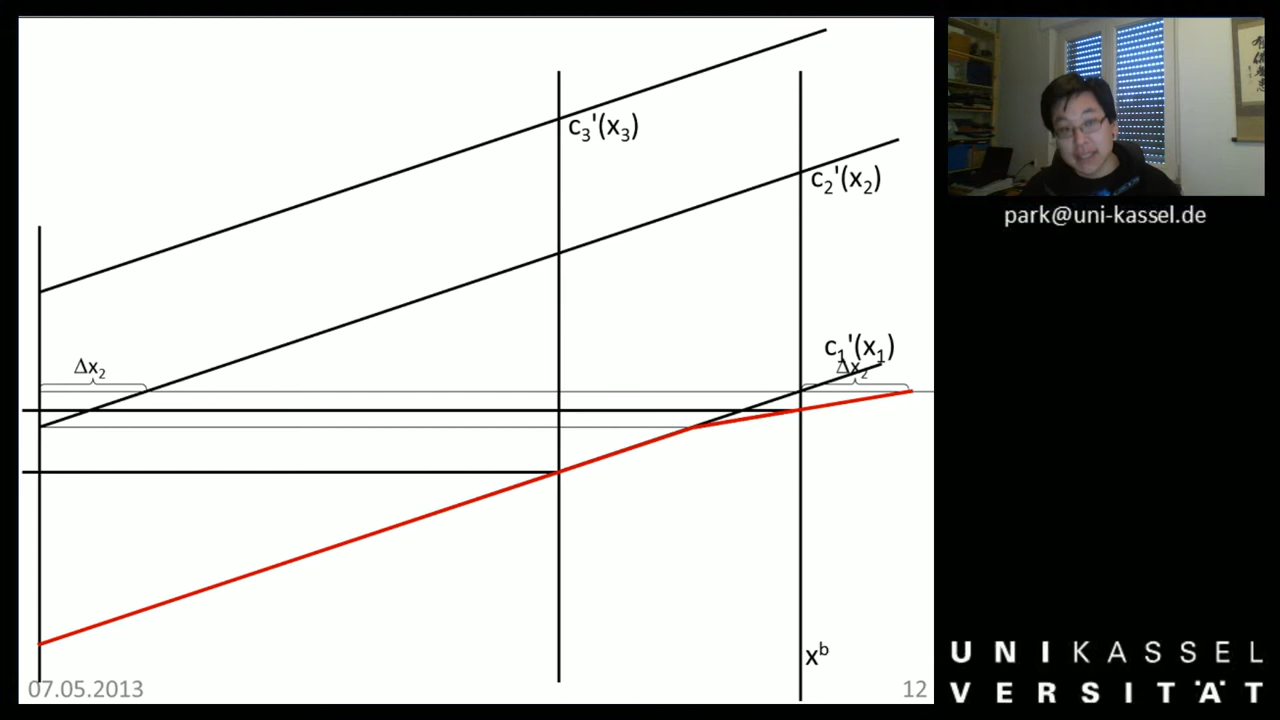 c₃'(x₃)
c₂'(x₂)
c₁'(x₁)
Δx₂
Δx₂
xᵇ
07.05.2013
12
park@uni-kassel.de
UNIKASSEL
VERSITÄT